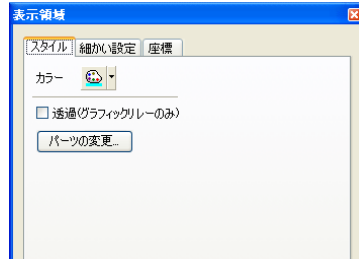 表示領域
スタイル 細かい設定 座標
カラー
透過(グラフィックリレーのみ)
パーツの変更...